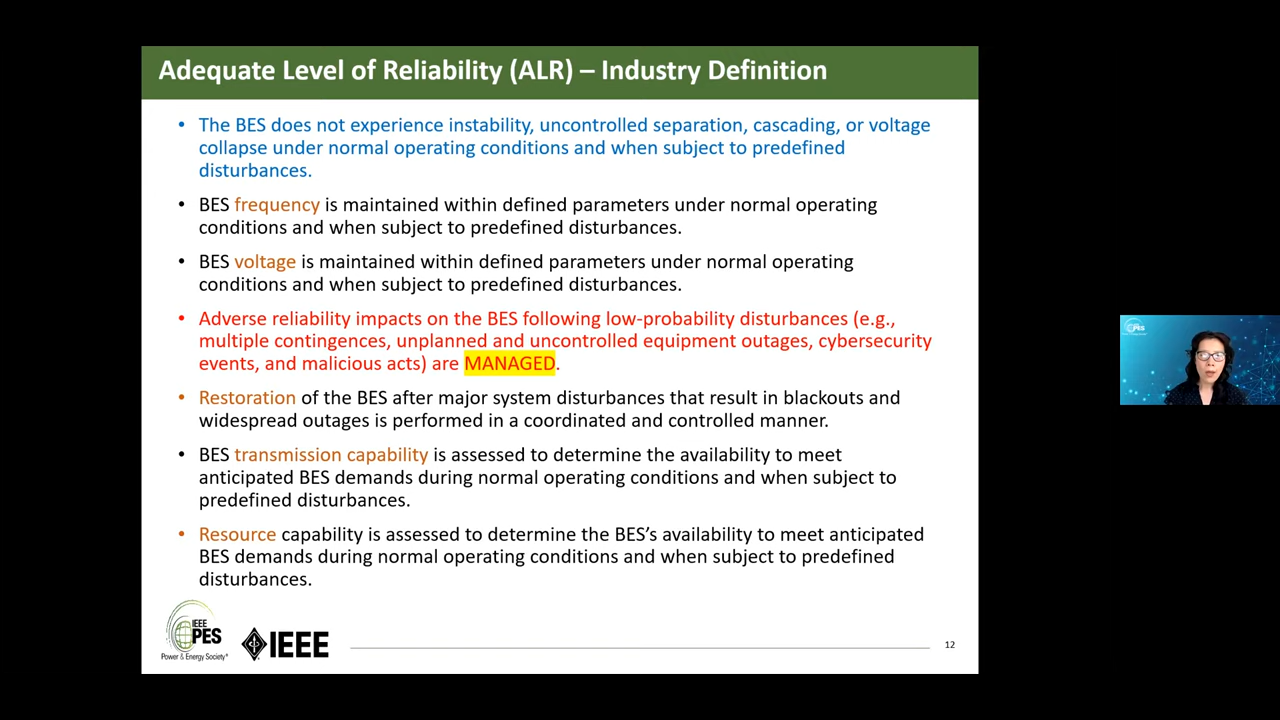 Adequate Level of Reliability (ALR) – Industry Definition
• The BES does not experience instability, uncontrolled separation, cascading, or voltage
collapse under normal operating conditions and when subject to predefined
disturbances.
• BES frequency is maintained within defined parameters under normal operating
conditions and when subject to predefined disturbances.
• BES voltage is maintained within defined parameters under normal operating
conditions and when subject to predefined disturbances.
• Adverse reliability impacts on the BES following low-probability disturbances (e.g.,
multiple contingences, unplanned and uncontrolled equipment outages, cybersecurity
events, and malicious acts) are MANAGED.
• Restoration of the BES after major system disturbances that result in blackouts and
widespread outages is performed in a coordinated and controlled manner.
• BES transmission capability is assessed to determine the availability to meet
anticipated BES demands during normal operating conditions and when subject to
predefined disturbances.
• Resource capability is assessed to determine the BES's availability to meet anticipated
BES demands during normal operating conditions and when subject to predefined
disturbances.
IEEE
PES
Power & Energy Society®
IEEE
12
PES